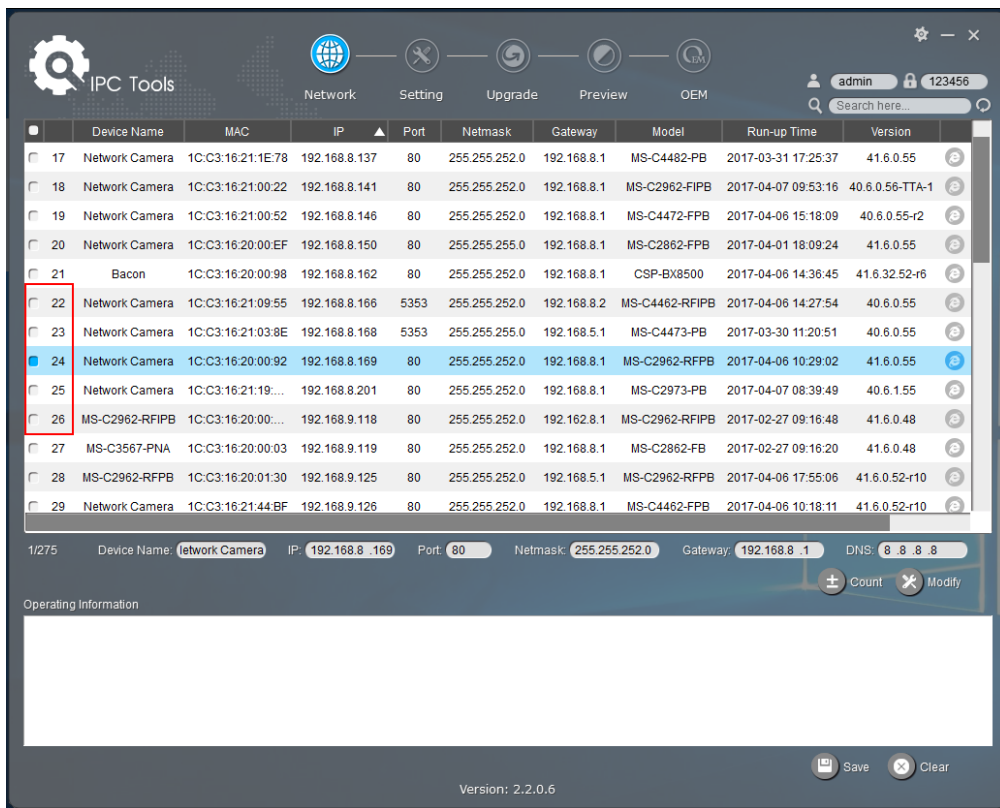 IPC Tools
Network Setting Upgrade Preview OEM
admin 123456
Search here...
Device Name MAC IP Port Netmask Gateway Model Run-up Time Version
17 Network Camera 1C:C3:16:21:1E:78 192.168.8.137 80 255.255.252.0 192.168.8.1 MS-C4482-PB 2017-03-31 17:25:37 41.6.0.55
18 Network Camera 1C:C3:16:21:00:22 192.168.8.141 80 255.255.252.0 192.168.8.1 MS-C2962-FIPB 2017-04-07 09:53:16 40.6.0.56-TTA-1
19 Network Camera 1C:C3:16:21:00:52 192.168.8.146 80 255.255.252.0 192.168.8.1 MS-C4472-FPB 2017-04-06 15:18:09 40.6.0.55-r2
20 Network Camera 1C:C3:16:20:00:EF 192.168.8.150 80 255.255.252.0 192.168.8.1 MS-C2862-FPB 2017-04-01 18:09:24 41.6.0.55
21 Bacon 1C:C3:16:20:00:98 192.168.8.162 80 255.255.252.0 192.168.8.1 CSP-BX8500 2017-04-06 14:36:45 41.6.32.52-r6
22 Network Camera 1C:C3:16:21:09:55 192.168.8.166 5353 255.255.252.0 192.168.8.2 MS-C4462-RFIPB 2017-04-06 14:27:54 40.6.0.55
23 Network Camera 1C:C3:16:21:03:8E 192.168.8.168 5353 255.255.255.0 192.168.5.1 MS-C4473-PB 2017-03-30 11:20:51 40.6.0.55
24 Network Camera 1C:C3:16:20:00:92 192.168.8.169 80 255.255.252.0 192.168.8.1 MS-C2962-RFPB 2017-04-06 10:29:02 41.6.0.55
25 Network Camera 1C:C3:16:21:19:... 192.168.8.201 80 255.255.252.0 192.168.8.1 MS-C2973-PB 2017-04-07 08:39:49 40.6.1.55
26 MS-C2962-RFIPB 1C:C3:16:20:00:... 192.168.9.118 80 255.255.252.0 192.162.8.1 MS-C2962-RFIPB 2017-02-27 09:16:48 41.6.0.48
27 MS-C3567-PNA 1C:C3:16:20:00:03 192.168.9.119 80 255.255.252.0 192.168.8.1 MS-C2862-FB 2017-02-27 09:16:20 41.6.0.48
28 MS-C2962-RFPB 1C:C3:16:20:01:30 192.168.9.125 80 255.255.252.0 192.168.5.1 MS-C2962-RFPB 2017-04-06 17:55:06 41.6.0.52-r10
29 Network Camera 1C:C3:16:21:44:BF 192.168.9.126 80 255.255.252.0 192.168.8.1 MS-C4462-FPB 2017-04-06 10:18:11 41.6.0.52-r10
1/275 Device Name: letwork Camera IP: 192.168.8 .169 Port: 80 Netmask: 255.255.252.0 Gateway: 192.168.8 .1 DNS: 8 .8 .8 .8
Count Modify
Operating Information
Save Clear
Version: 2.2.0.6